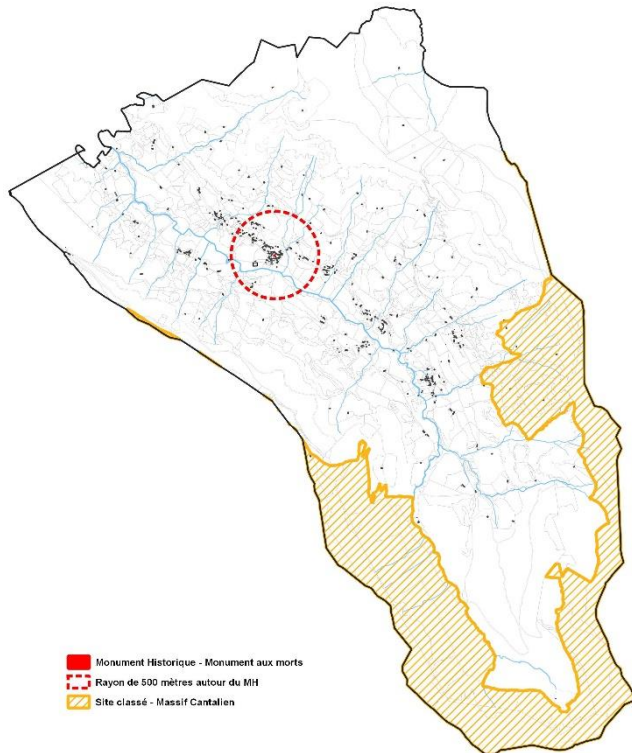 Monument Historique - Monument aux morts
Rayon de 500 mètres autour du MH
Site classé - Massif Cantalien